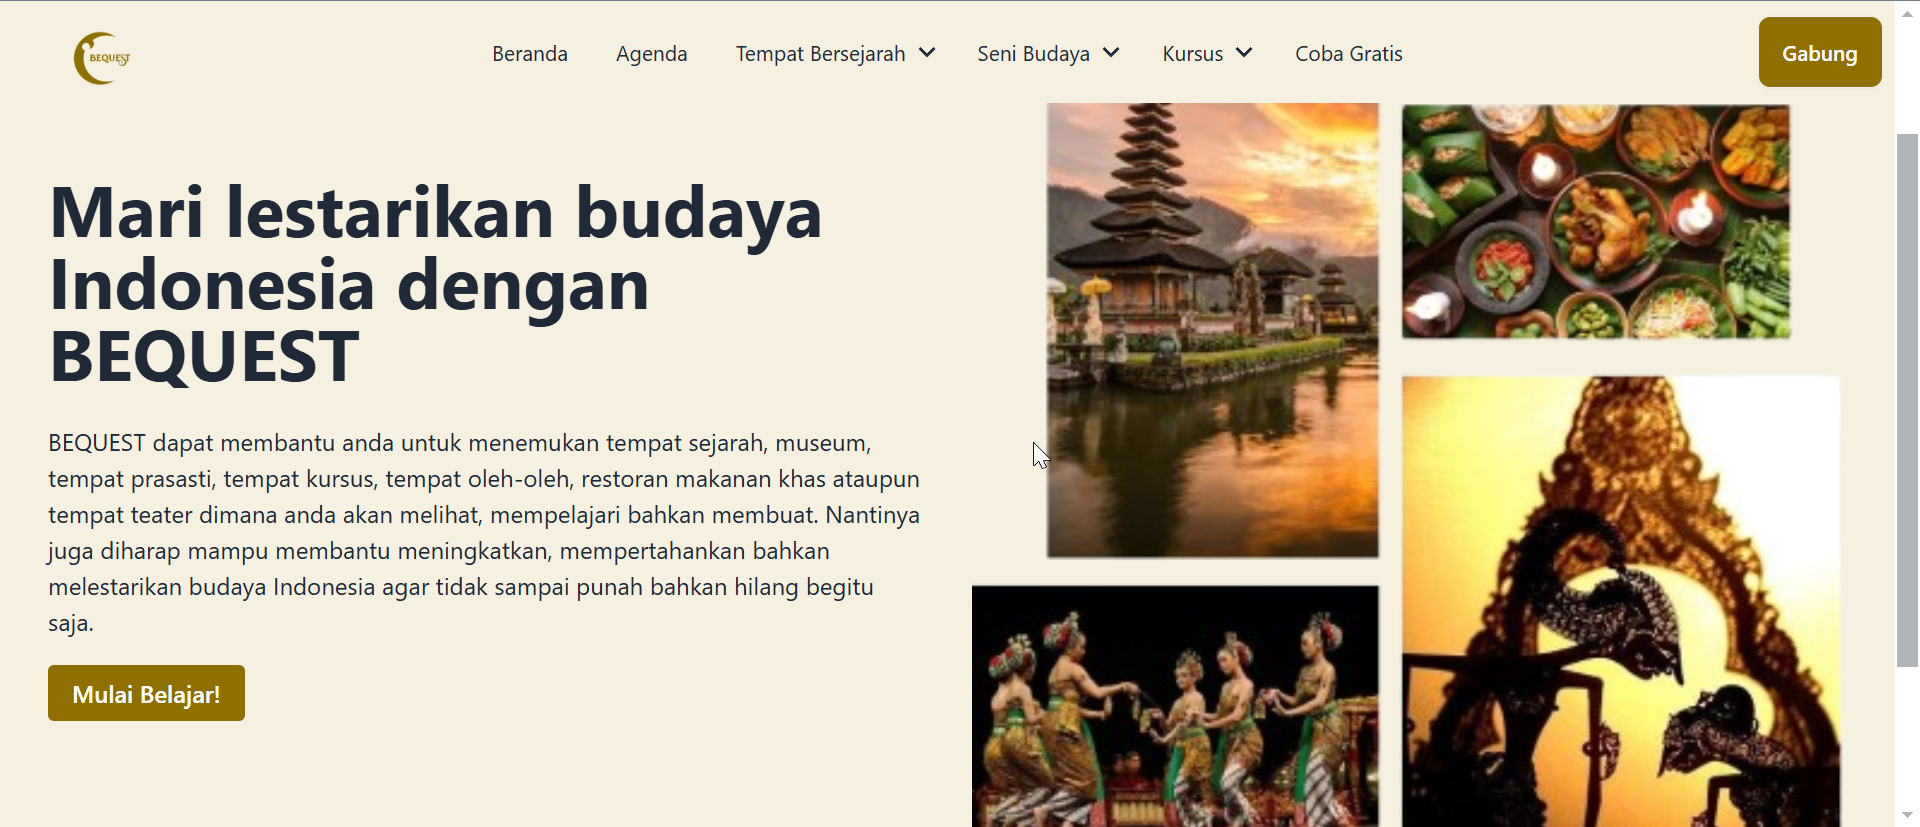 BEQUEST
Beranda
Agenda
Tempat Bersejarah
Seni Budaya
Kursus
Coba Gratis
Gabung
Mari lestarikan budaya
Indonesia dengan
BEQUEST
BEQUEST dapat membantu anda untuk menemukan tempat sejarah, museum,
tempat prasasti, tempat kursus, tempat oleh-oleh, restoran makanan khas ataupun
tempat teater dimana anda akan melihat, mempelajari bahkan membuat. Nantinya
juga diharap mampu membantu meningkatkan, mempertahankan bahkan
melestarikan budaya Indonesia agar tidak sampai punah bahkan hilang begitu
saja.
Mulai Belajar!